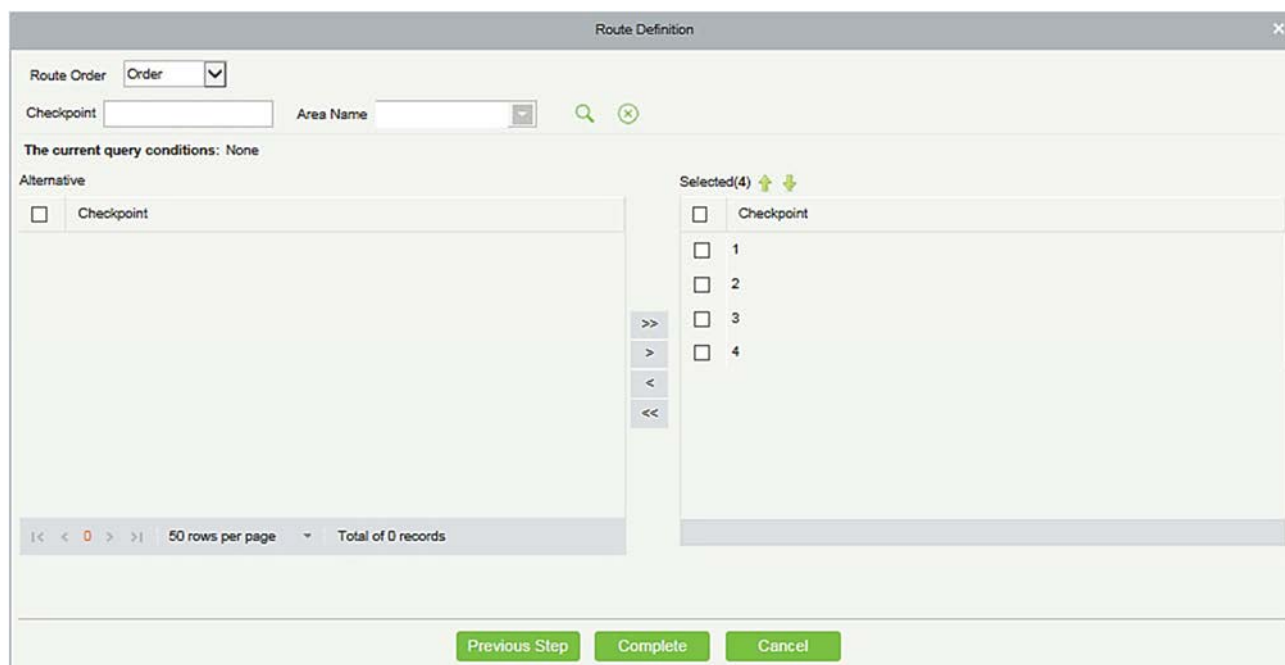 Route Definition
Route Order Order
Checkpoint Area Name
The current query conditions: None
Alternative
Selected(4)
Checkpoint
Checkpoint
1
2
3
4
>>
>
<
<<
|< < 0 > >| 50 rows per page Total of 0 records
Previous Step Complete Cancel